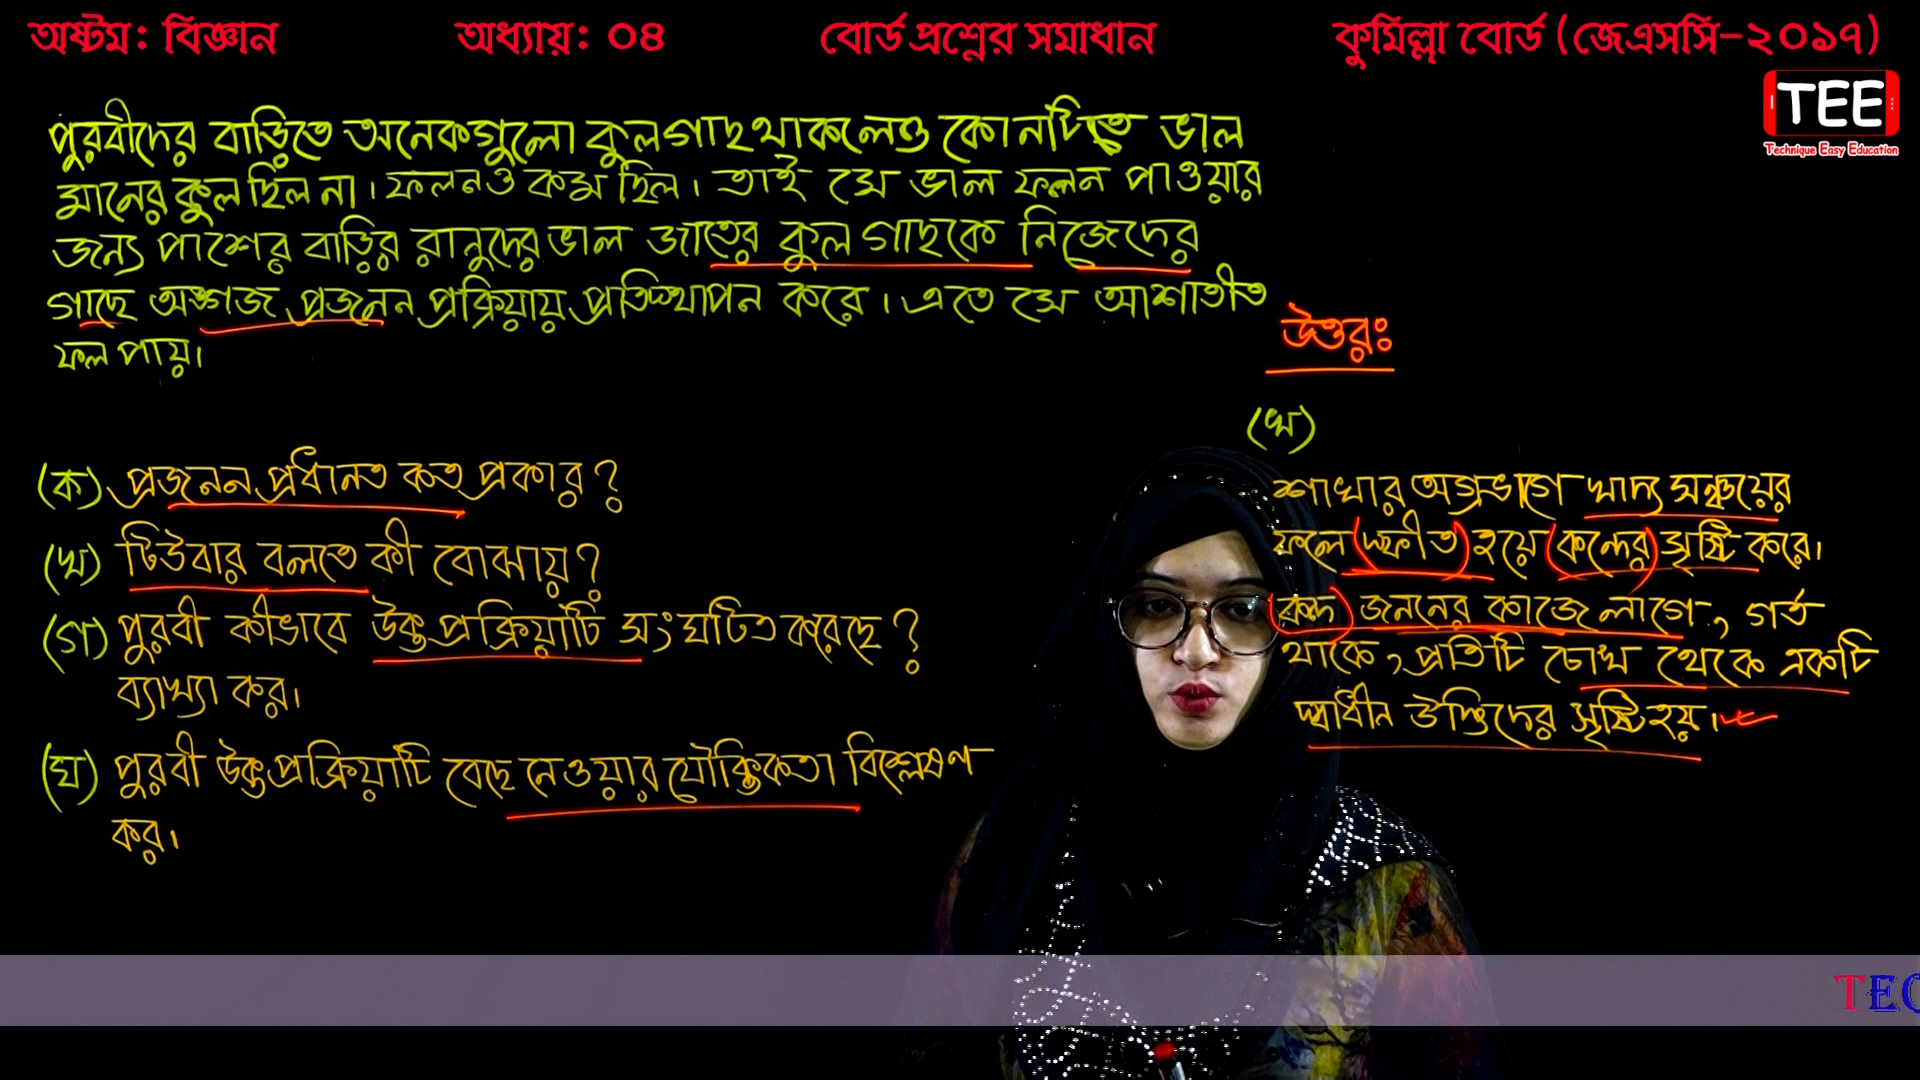 অষ্টম: বিজ্ঞান অধ্যায়: ০৪ বোর্ড প্রশ্নের সমাধান কুমিল্লা বোর্ড (জেএসসি-২০১৭)
TEE
Technique Easy Education
পুরবীদের বাড়িতে অনেকগুলো কুলগাছ থাকলেও কোনটিতে ভাল
মানের কুল ছিল না। ফলনও কম ছিল। তাই সে ভাল ফলন পাওয়ার
জন্য পাশের বাড়ির রানুদের ভাল জাতের কুল গাছকে নিজেদের
গাছে অঙ্গজ প্রজনন প্রক্রিয়ায় প্রতিস্থাপন করে। এতে সে আশাতীত
ফল পায়।
(ক) প্রজনন প্রধানত কত প্রকার?
(খ) টিউবার বলতে কী বোঝায়?
(গ) পুরবী কীভাবে উক্ত প্রক্রিয়াটি সংঘটিত করেছে?
ব্যাখ্যা কর।
(ঘ) পুরবী উক্ত প্রক্রিয়াটি বেছে নেওয়ার যৌক্তিকতা বিশ্লেষণ
কর।
উত্তরঃ
(খ)
শাখার অগ্রভাগে খাদ্য সঞ্চয়ের
ফলে স্ফীত হয়ে কন্দের সৃষ্টি করে।
কন্দ জননের কাজে লাগে, গর্ত
থাকে, প্রতিটি চোখ থেকে একটি
স্বাধীন উদ্ভিদের সৃষ্টি হয়।
TEC